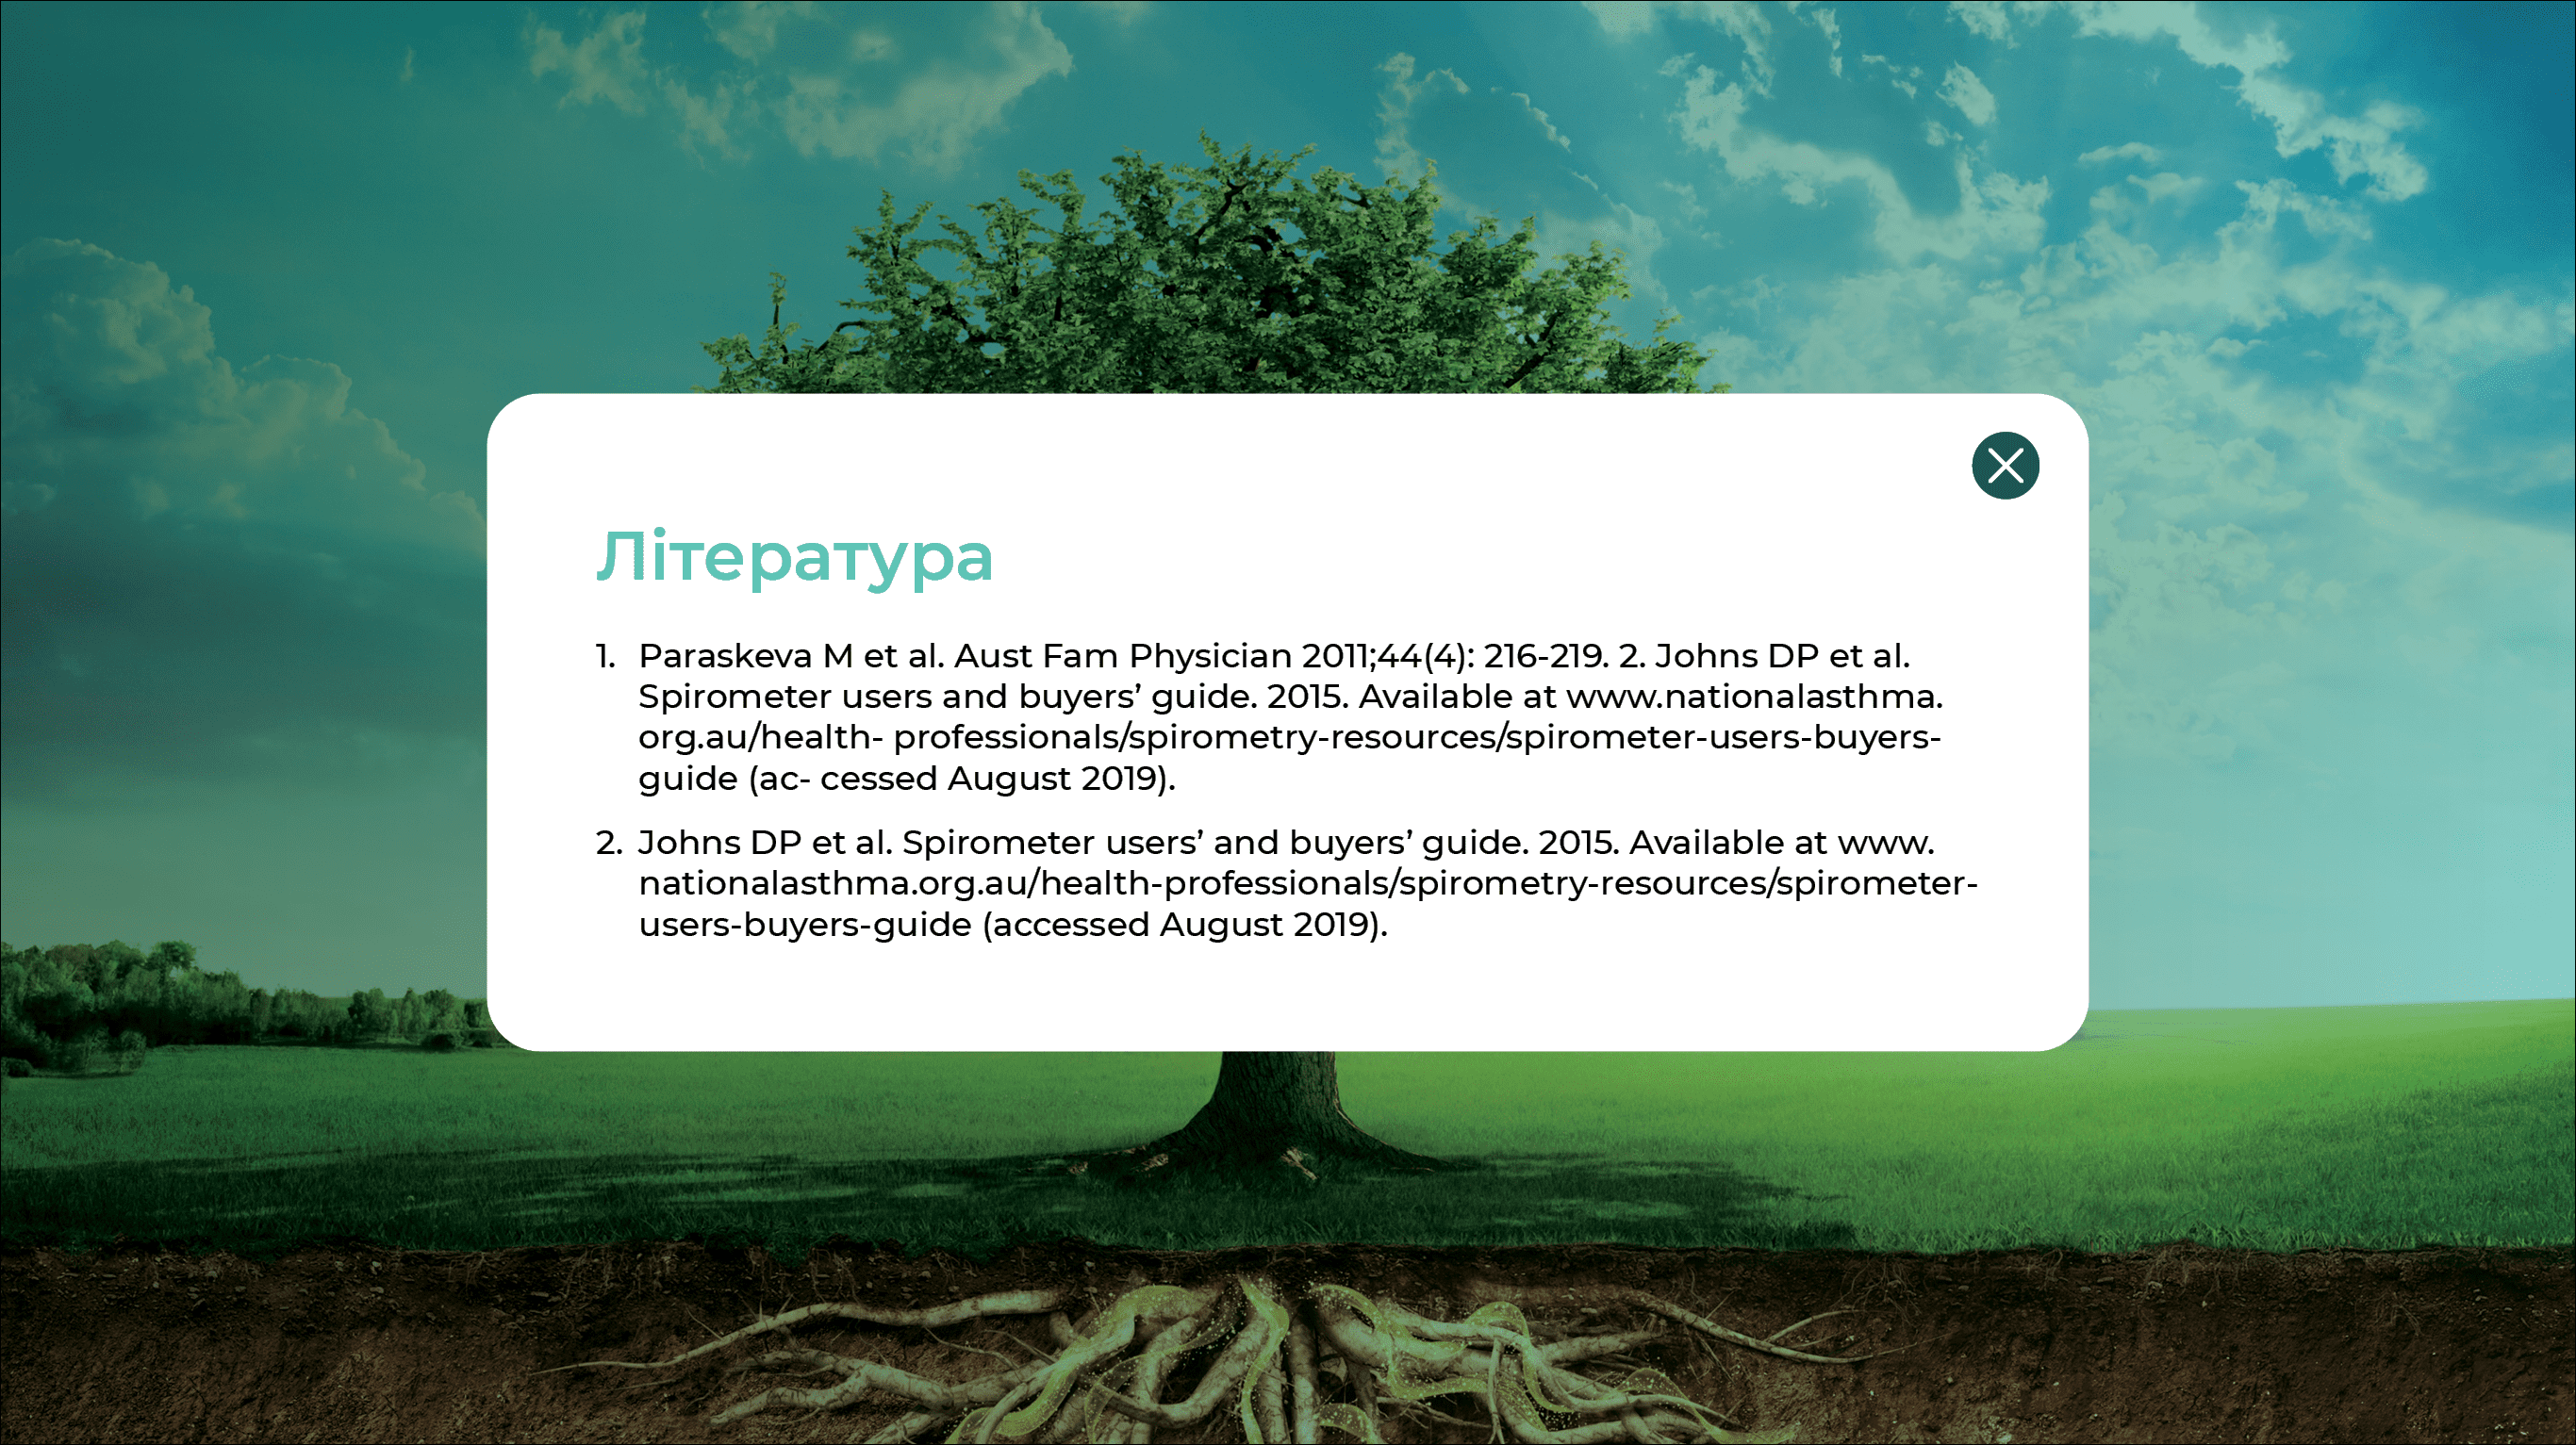 Література
1. Paraskeva M et al. Aust Fam Physician 2011;44(4): 216-219. 2. Johns DP et al.
Spirometer users and buyers’ guide. 2015. Available at www.nationalasthma.
org.au/health- professionals/spirometry-resources/spirometer-users-buyers-
guide (ac- cessed August 2019).
2. Johns DP et al. Spirometer users’ and buyers’ guide. 2015. Available at www.
nationalasthma.org.au/health-professionals/spirometry-resources/spirometer-
users-buyers-guide (accessed August 2019).